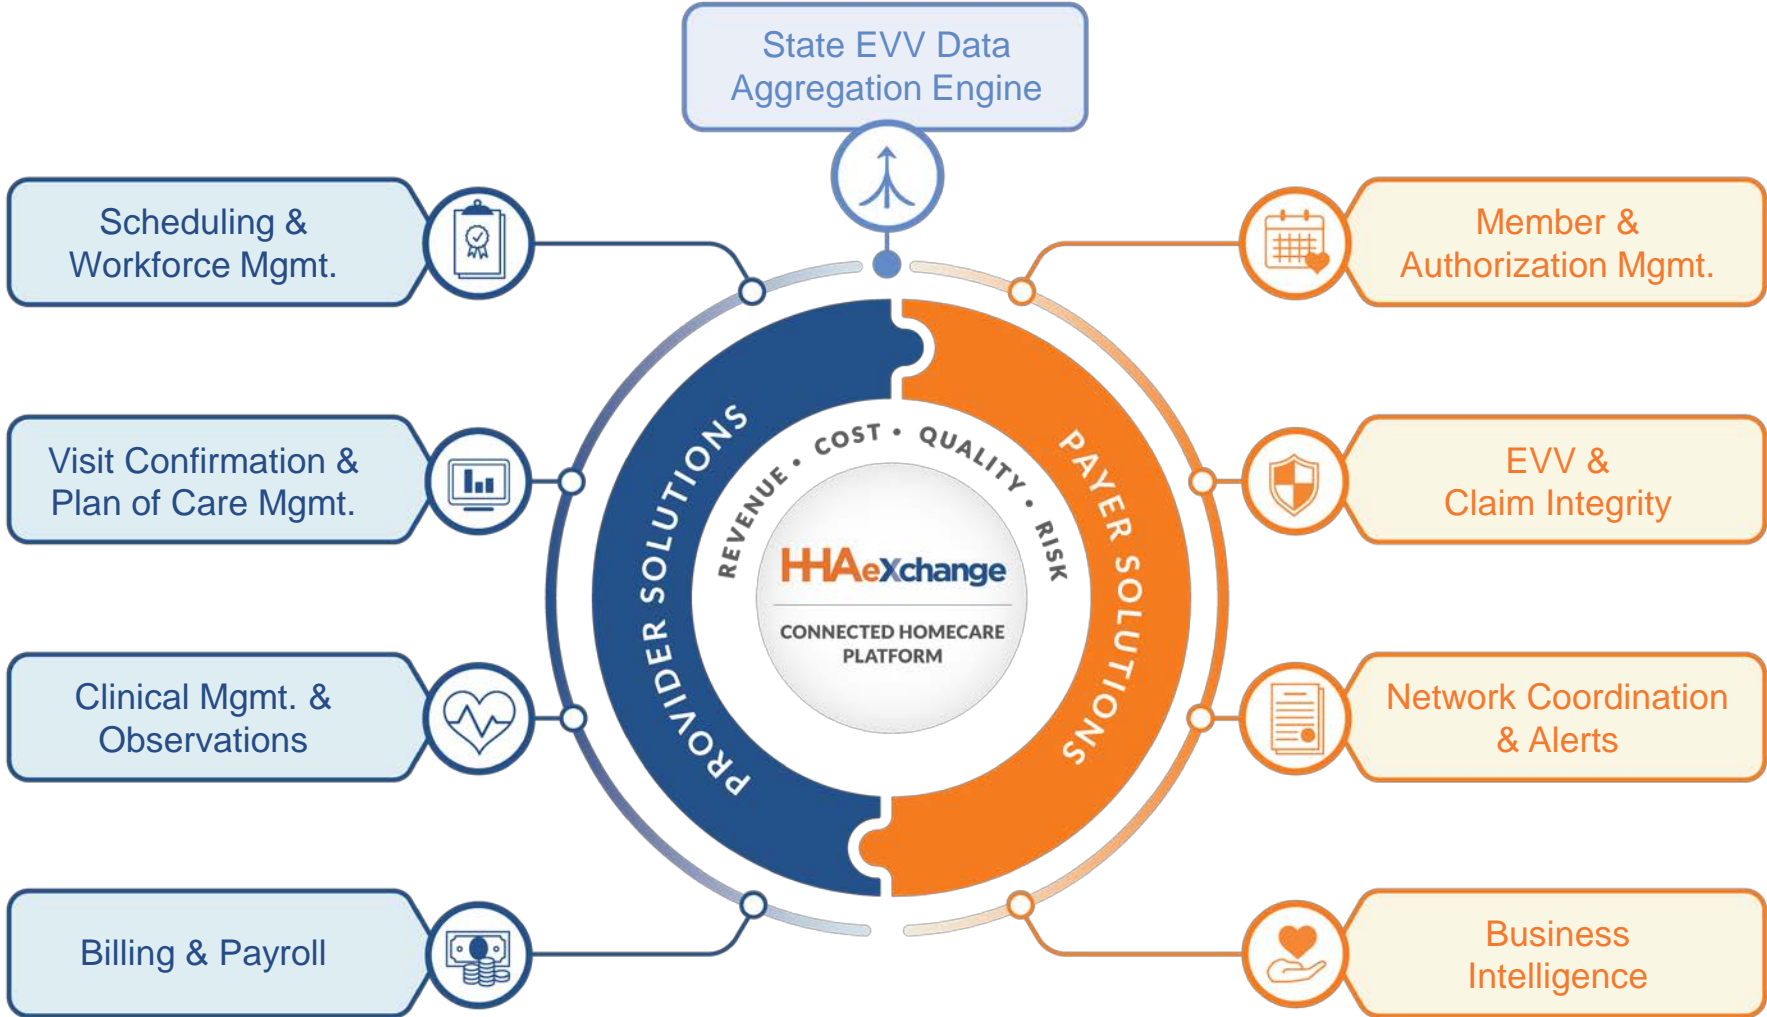 State EVV Data
Aggregation Engine
Scheduling &
Workforce Mgmt.
Visit Confirmation &
Plan of Care Mgmt.
Clinical Mgmt. &
Observations
Billing & Payroll
PROVIDER SOLUTIONS
REVENUE • COST • QUALITY • RISK
HHAeXchange
CONNECTED HOMECARE
PLATFORM
PAYER SOLUTIONS
Member &
Authorization Mgmt.
EVV &
Claim Integrity
Network Coordination
& Alerts
Business
Intelligence